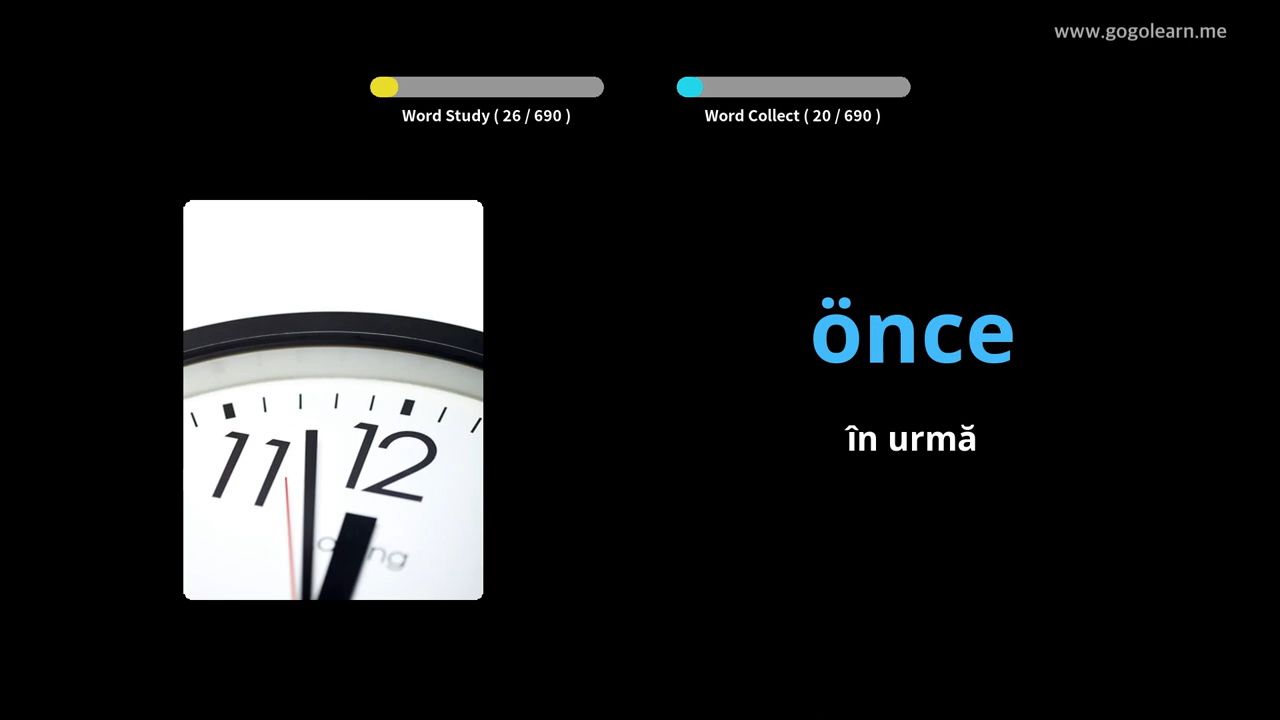 www.gogolearn.me
Word Study ( 26 / 690 )
Word Collect ( 20 / 690 )
11
12
önce
în urmă